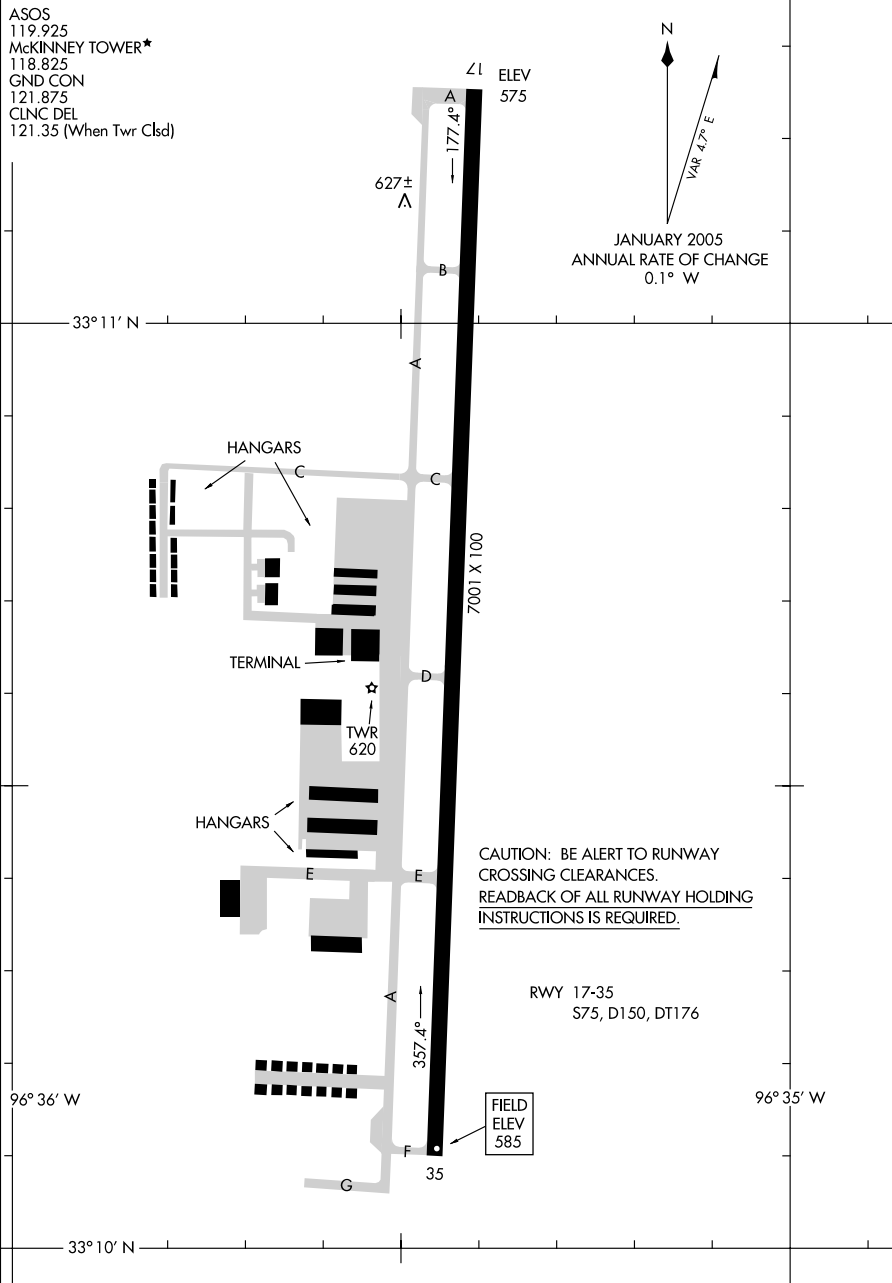 ASOS
119.925
McKINNEY TOWER★
118.825
GND CON
121.875
CLNC DEL
121.35 (When Twr Clsd)
17
ELEV
575
A
177.4°
627±
B
N
VAR 4.7° E
JANUARY 2005
ANNUAL RATE OF CHANGE
0.1° W
33° 11' N
A
HANGARS
C
C
7001 X 100
TERMINAL
D
TWR
620
HANGARS
E
E
CAUTION: BE ALERT TO RUNWAY
CROSSING CLEARANCES.
READBACK OF ALL RUNWAY HOLDING
INSTRUCTIONS IS REQUIRED.
A
357.4°
RWY 17-35
S75, D150, DT176
96° 36' W
96° 35' W
FIELD
ELEV
585
F
35
G
33° 10' N